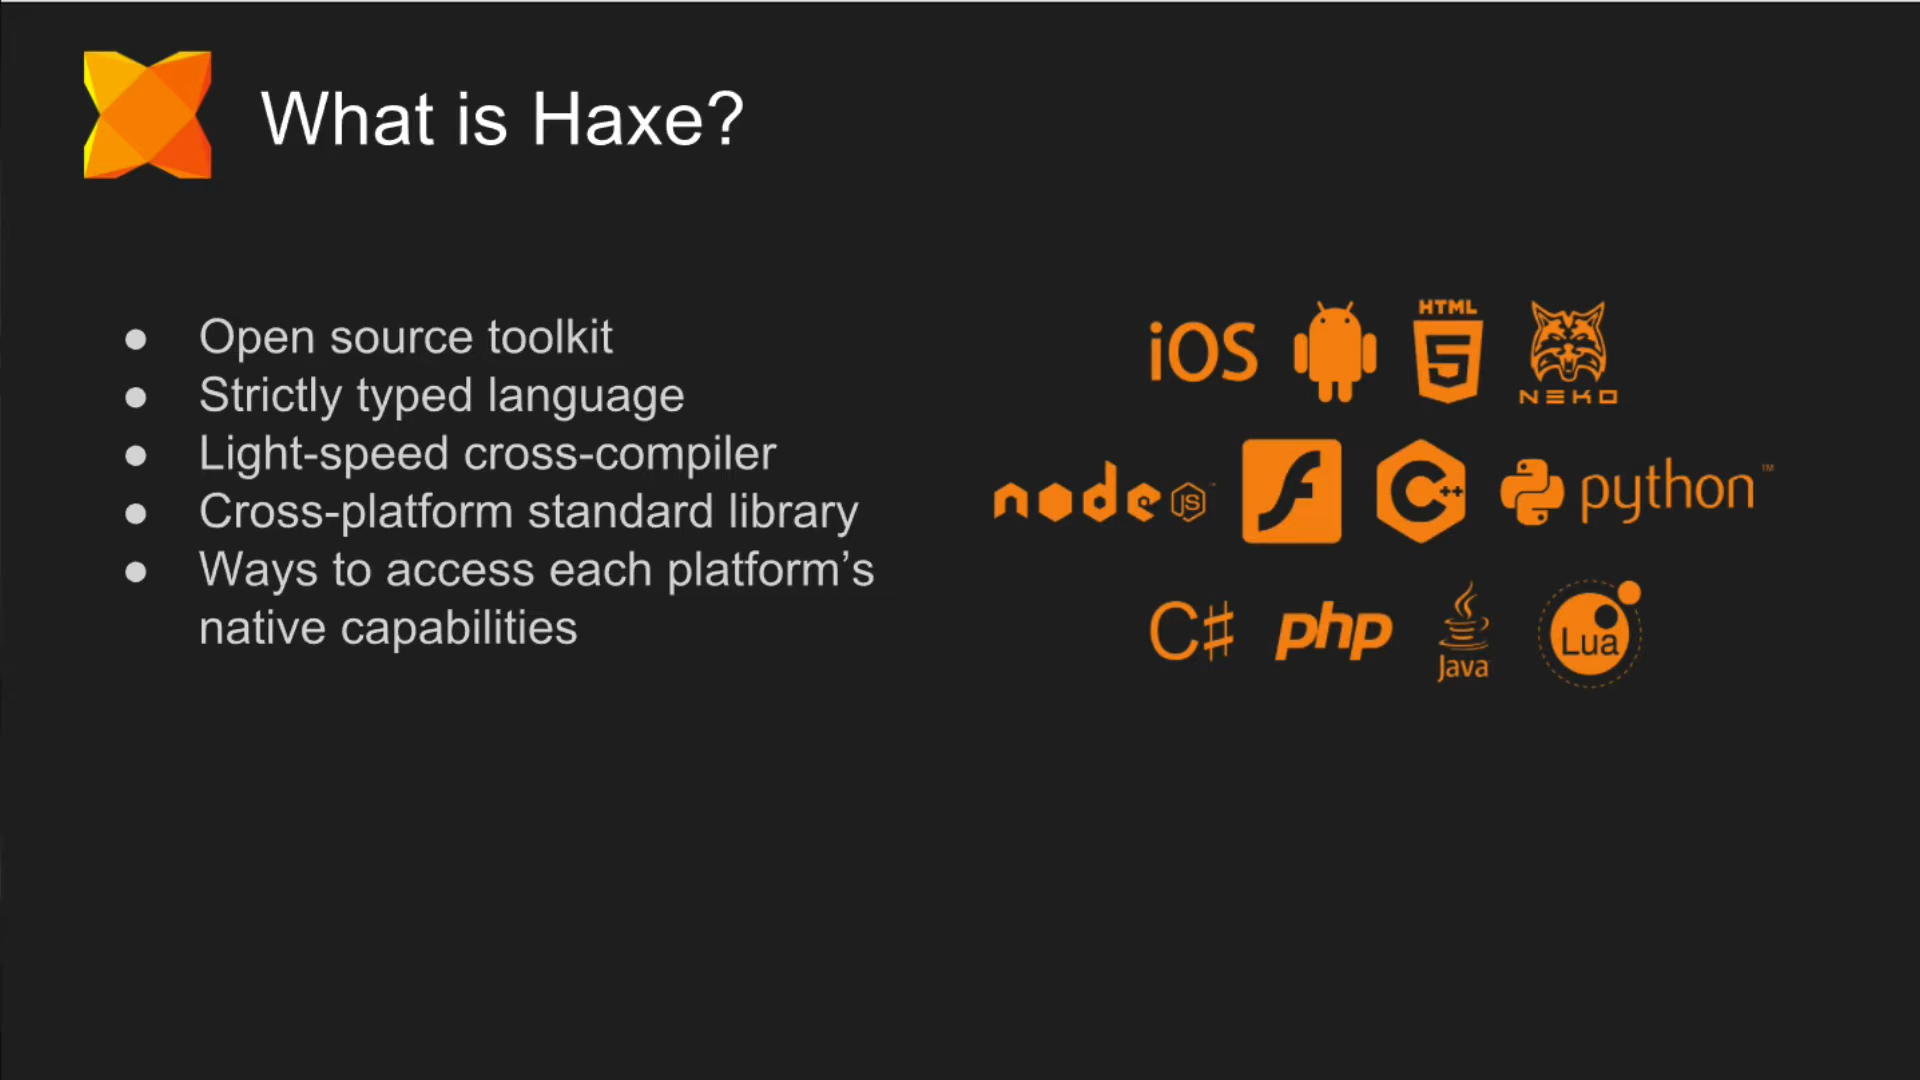 What is Haxe?
● Open source toolkit
● Strictly typed language
● Light-speed cross-compiler
● Cross-platform standard library
● Ways to access each platform’s
native capabilities
iOS HTML 5 NEKO
node JS C++ python™
C# php Java Lua